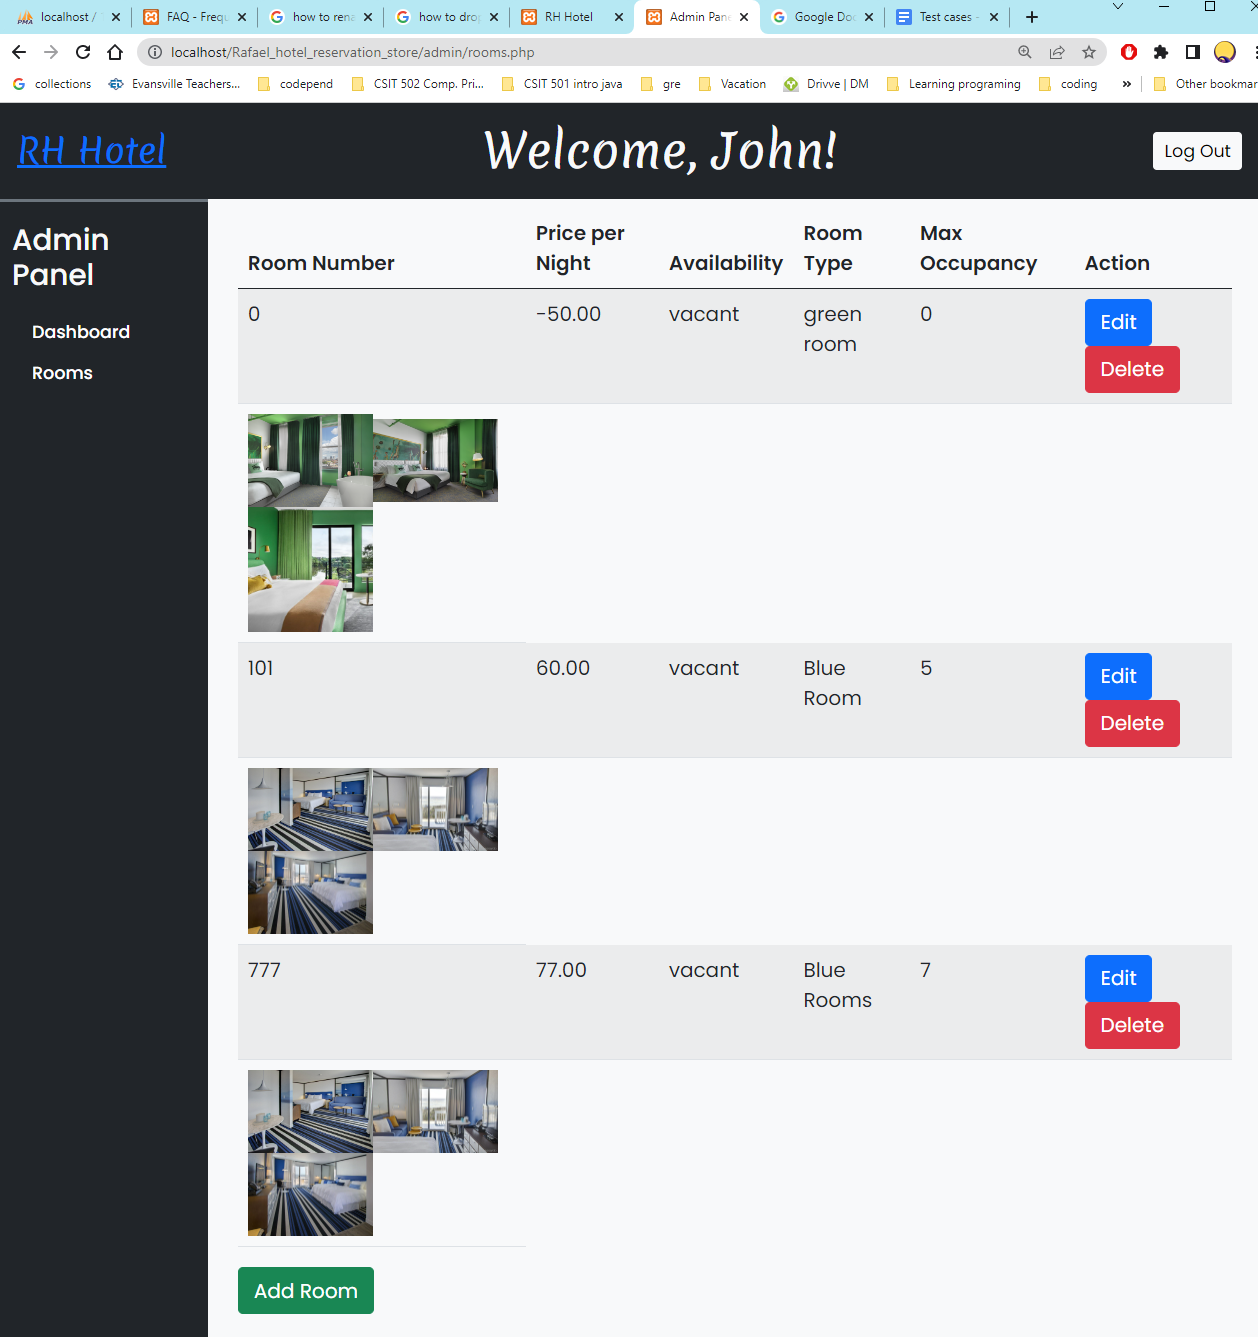 localhost /
FAQ - Frequ
how to rena
how to drop
RH Hotel
Admin Pane
Google Doc
Test cases -
localhost/Rafael_hotel_reservation_store/admin/rooms.php
collections
Evansville Teachers...
codepend
CSIT 502 Comp. Pri...
CSIT 501 intro java
gre
Vacation
Drivve | DM
Learning programing
coding
»
Other bookmar
RH Hotel
Welcome, John!
Log Out
Admin
Panel
Dashboard
Rooms
Room Number
Price per
Night
Availability
Room
Type
Max
Occupancy
Action
0
-50.00
vacant
green
room
0
Edit
Delete
101
60.00
vacant
Blue
Room
5
Edit
Delete
777
77.00
vacant
Blue
Rooms
7
Edit
Delete
Add Room